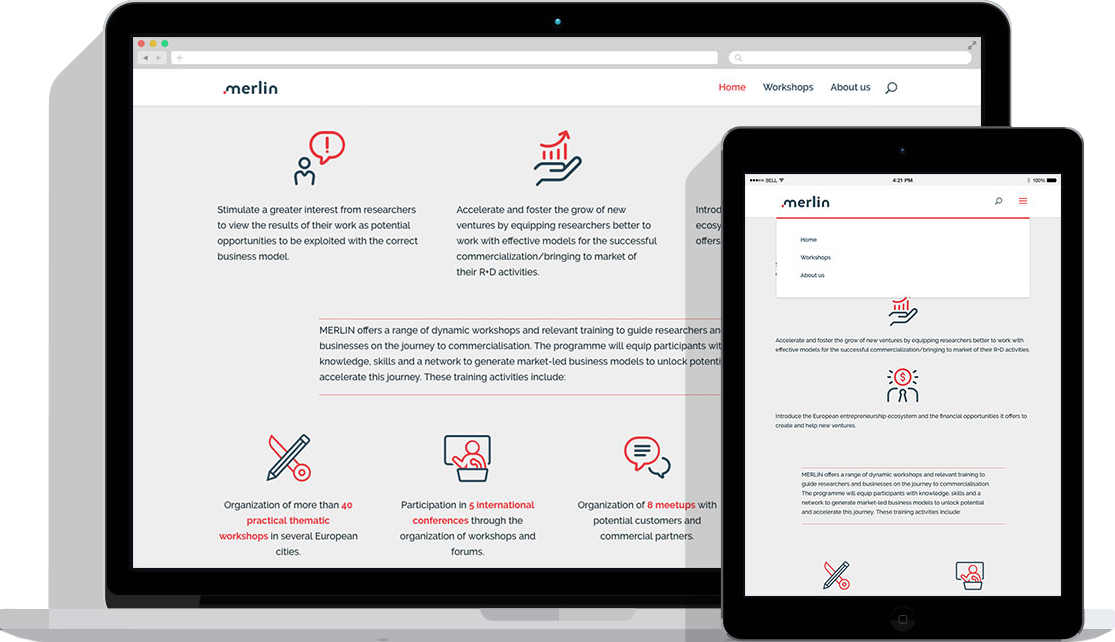 .merlin
Home Workshops About us
Stimulate a greater interest from researchers
to view the results of their work as potential
opportunities to be exploited with the correct
business model.
Accelerate and foster the grow of new
ventures by equipping researchers better to
work with effective models for the successful
commercialization/bringing to market of
their R+D activities.
Introd
ecosy
offers
MERLIN offers a range of dynamic workshops and relevant training to guide researchers an
businesses on the journey to commercialisation. The programme will equip participants wit
knowledge, skills and a network to generate market-led business models to unlock potenti
accelerate this journey. These training activities include:
Organization of more than 40
practical thematic
workshops in several European
cities.
Participation in 5 international
conferences through the
organization of workshops and
forums.
Organization of 8 meetups with
potential customers and
commercial partners.
BELL 4:21 PM 100%
.merlin
Home
Workshops
About us
Accelerate and foster the grow of new ventures by equipping researchers better to work with
effective models for the successful commercialization/bringing to market of their R+D activities.
Introduce the European entrepreneurship ecosystem and the financial opportunities it offers to
create and help new ventures.
MERLIN offers a range of dynamic workshops and relevant training to
guide researchers and businesses on the journey to commercialisation.
The programme will equip participants with knowledge, skills and a
network to generate market-led business models to unlock potential
and accelerate this journey. These training activities include: